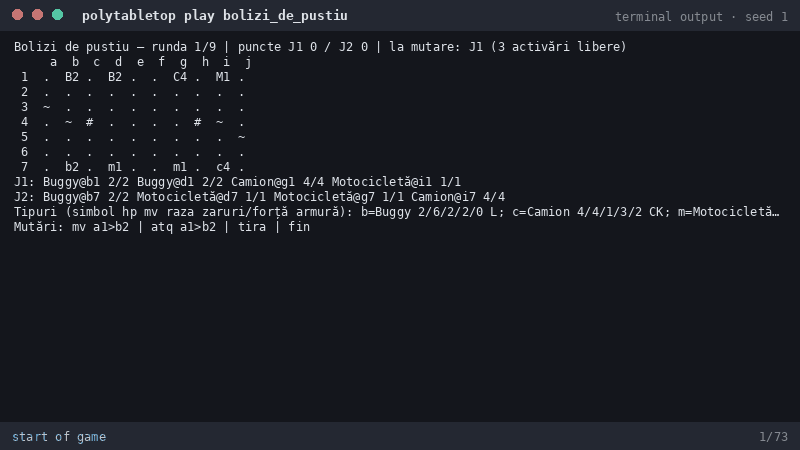 polytabletop play bolizi_de_pustiu
terminal output · seed 1
Bolizi de pustiu — runda 1/9 | puncte J1 0 / J2 0 | la mutare: J1 (3 activări libere)
a b c d e f g h i j
1 . B2 . B2 . . C4 . M1 .
2 . . . . . . . . . .
3 ~ . . . . . . . . .
4 . ~ # . . . . # ~ .
5 . . . . . . . . . ~
6 . . . . . . . . . .
7 . b2 . m1 . . m1 . c4 .
J1: Buggy@b1 2/2 Buggy@d1 2/2 Camion@g1 4/4 Motocicletă@i1 1/1
J2: Buggy@b7 2/2 Motocicletă@d7 1/1 Motocicletă@g7 1/1 Camion@i7 4/4
Tipuri (simbol hp mv raza zaruri/forță armură): b=Buggy 2/6/2/2/0 L; c=Camion 4/4/1/3/2 CK; m=Motocicletă…
Mutări: mv a1>b2 | atq a1>b2 | tira | fin
start of game
1/73